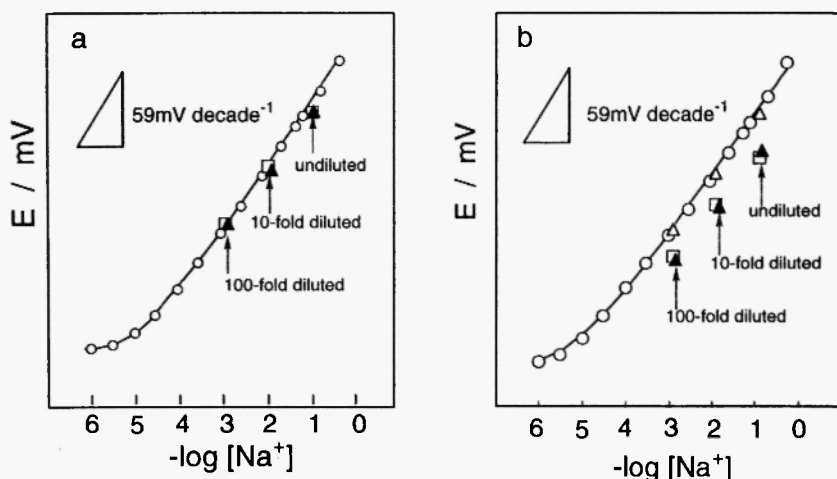 a
59mV decade⁻¹
undiluted
10-fold diluted
100-fold diluted
E / mV
6 5 4 3 2 1 0
-log [Na⁺]
b
59mV decade⁻¹
undiluted
10-fold diluted
100-fold diluted
E / mV
6 5 4 3 2 1 0
-log [Na⁺]